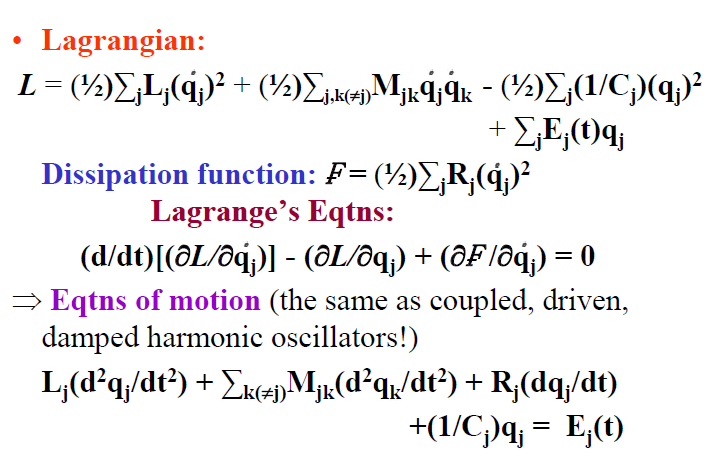 • Lagrangian:
L = (½)∑ⱼLⱼ(q̇ⱼ)² + (½)∑ⱼ,ₖ(≠ⱼ)Mⱼₖq̇ⱼq̇ₖ - (½)∑ⱼ(1/Cⱼ)(qⱼ)²
+ ∑ⱼEⱼ(t)qⱼ
Dissipation function: F = (½)∑ⱼRⱼ(q̇ⱼ)²
Lagrange’s Eqtns:
(d/dt)[(∂L/∂q̇ⱼ)] - (∂L/∂qⱼ) + (∂F/∂q̇ⱼ) = 0
⇒ Eqtns of motion (the same as coupled, driven,
damped harmonic oscillators!)
Lⱼ(d²qⱼ/dt²) + ∑ₖ(≠ⱼ)Mⱼₖ(d²qₖ/dt²) + Rⱼ(dqⱼ/dt)
+(1/Cⱼ)qⱼ = Eⱼ(t)